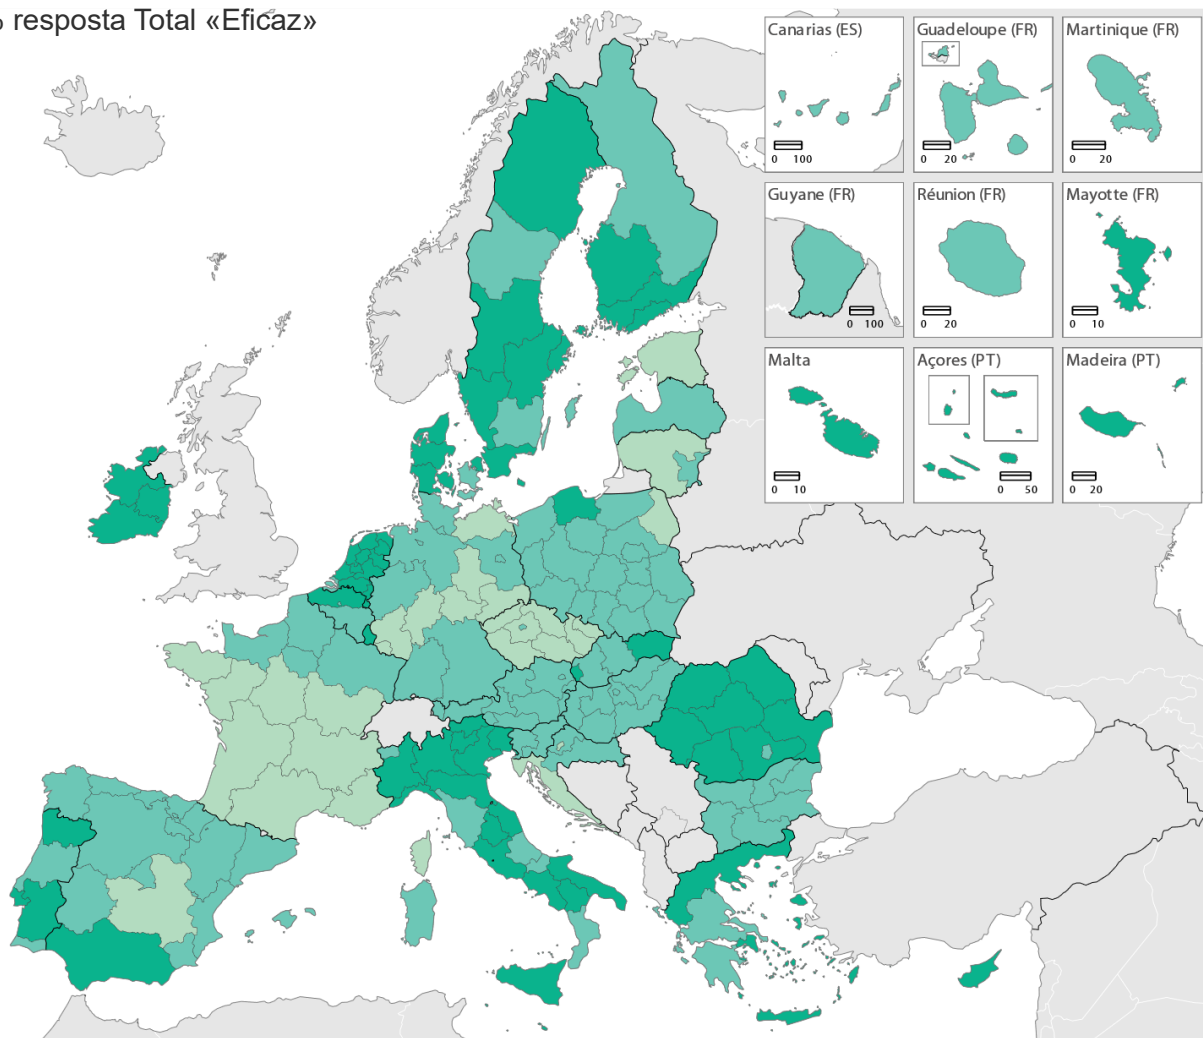 % resposta Total «Eficaz»
Canarias (ES)
0 100
Guadeloupe (FR)
0 20
Martinique (FR)
0 20
Guyane (FR)
0 100
Réunion (FR)
0 20
Mayotte (FR)
0 10
Malta
0 10
Açores (PT)
0 50
Madeira (PT)
0 20